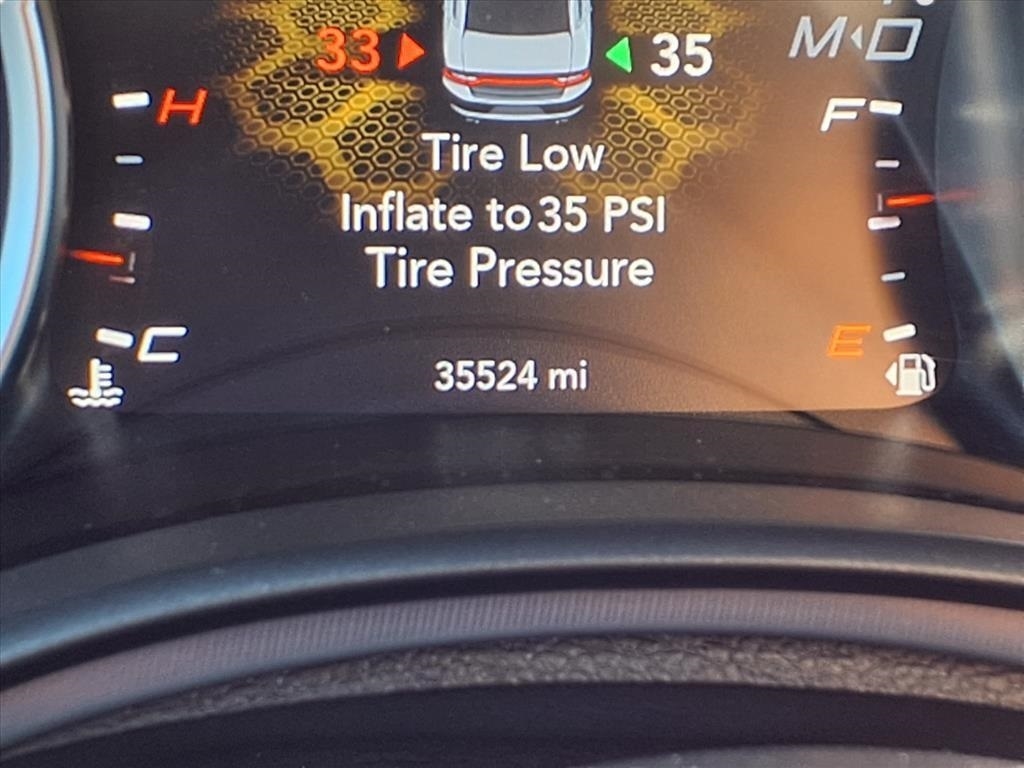 33 35
M D
H F
Tire Low
Inflate to 35 PSI
Tire Pressure
C E
35524 mi